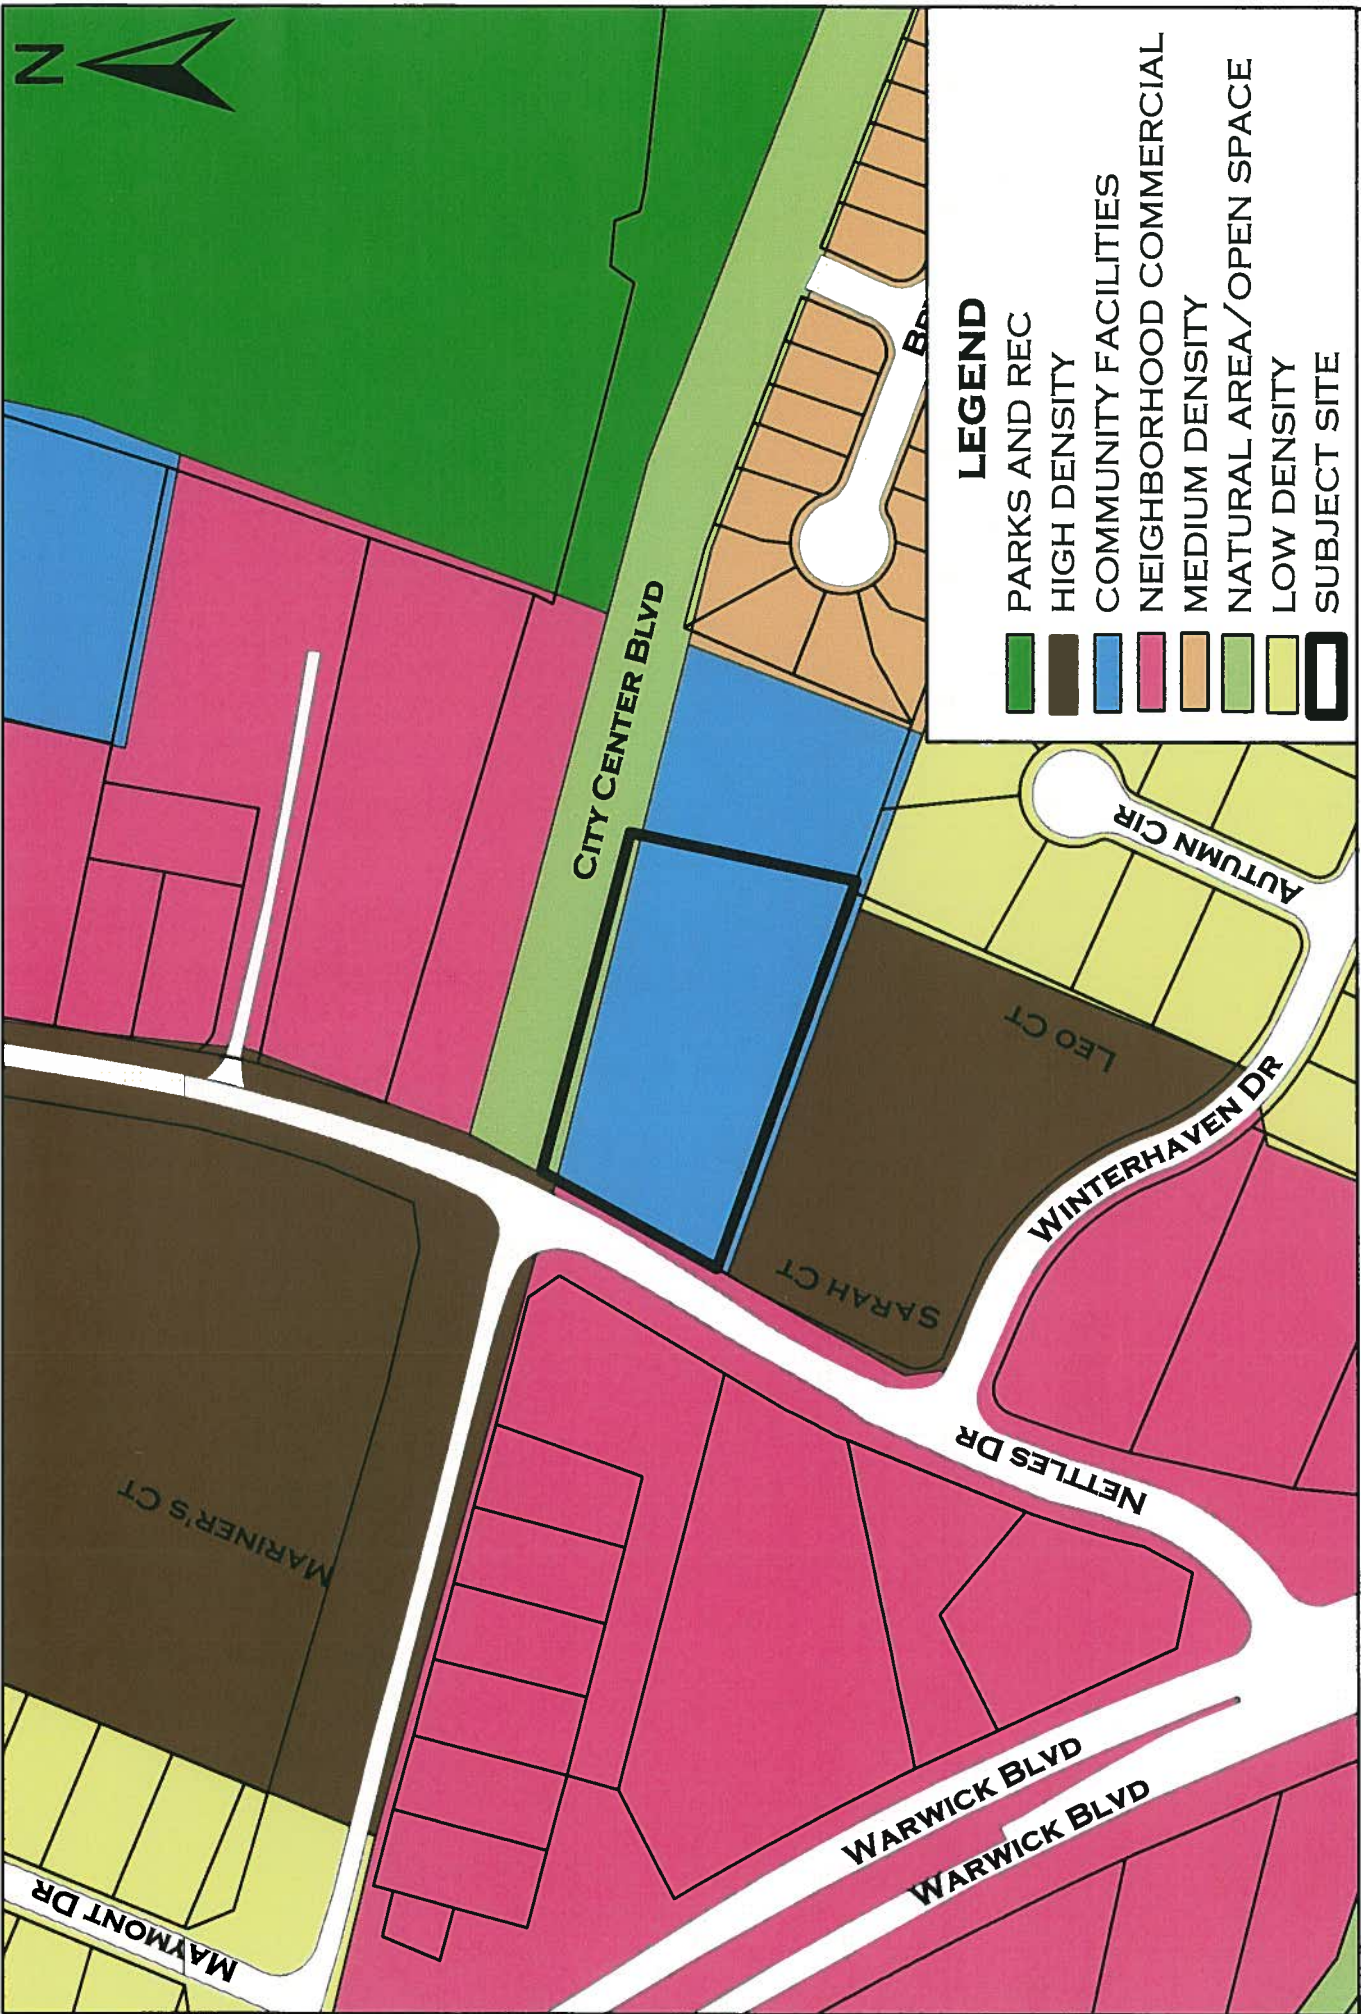 N
CITY CENTER BLVD
BR
LEGEND
PARKS AND REC
HIGH DENSITY
COMMUNITY FACILITIES
NEIGHBORHOOD COMMERCIAL
MEDIUM DENSITY
NATURAL AREA/OPEN SPACE
LOW DENSITY
SUBJECT SITE
AUTUMN CIR
LEO CT
WINTERHAVEN DR
SARAH CT
NETTLES DR
MARINER'S CT
WARWICK BLVD
WARWICK BLVD
MAYMONT DR